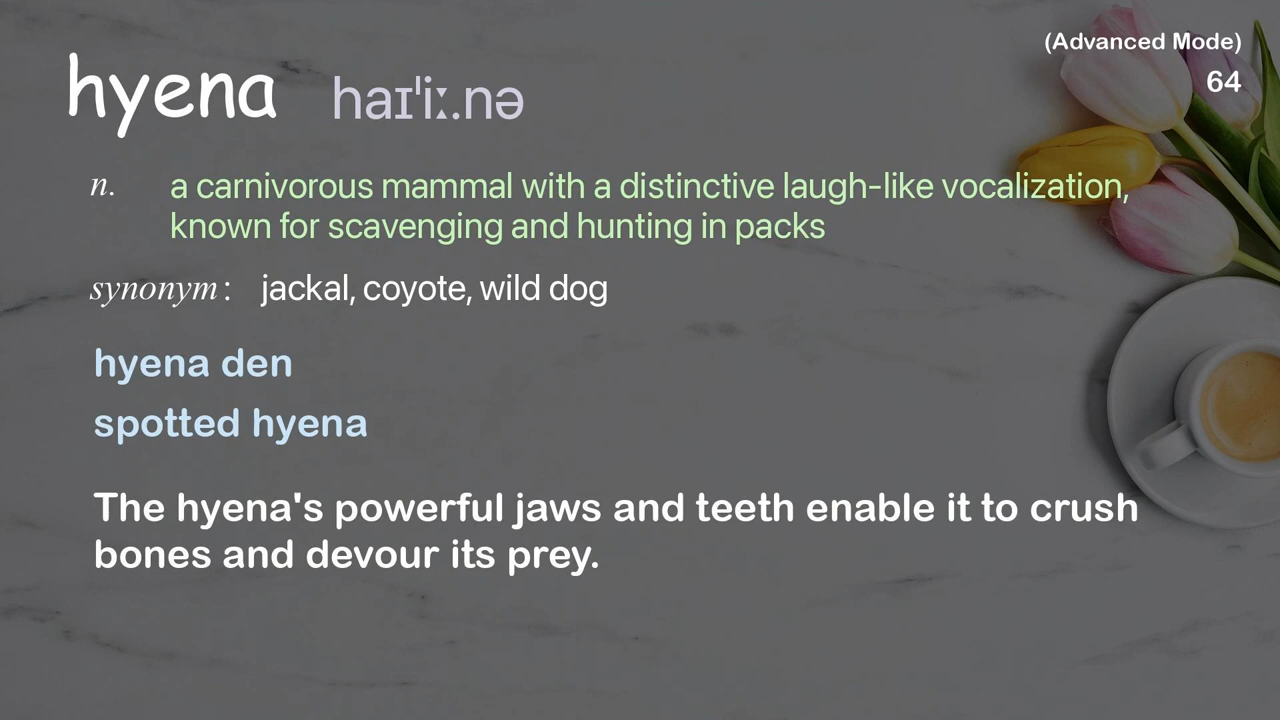 (Advanced Mode)
64
hyena haɪˈiː.nə
n. a carnivorous mammal with a distinctive laugh-like vocalization,
known for scavenging and hunting in packs
synonym: jackal, coyote, wild dog
hyena den
spotted hyena
The hyena's powerful jaws and teeth enable it to crush
bones and devour its prey.